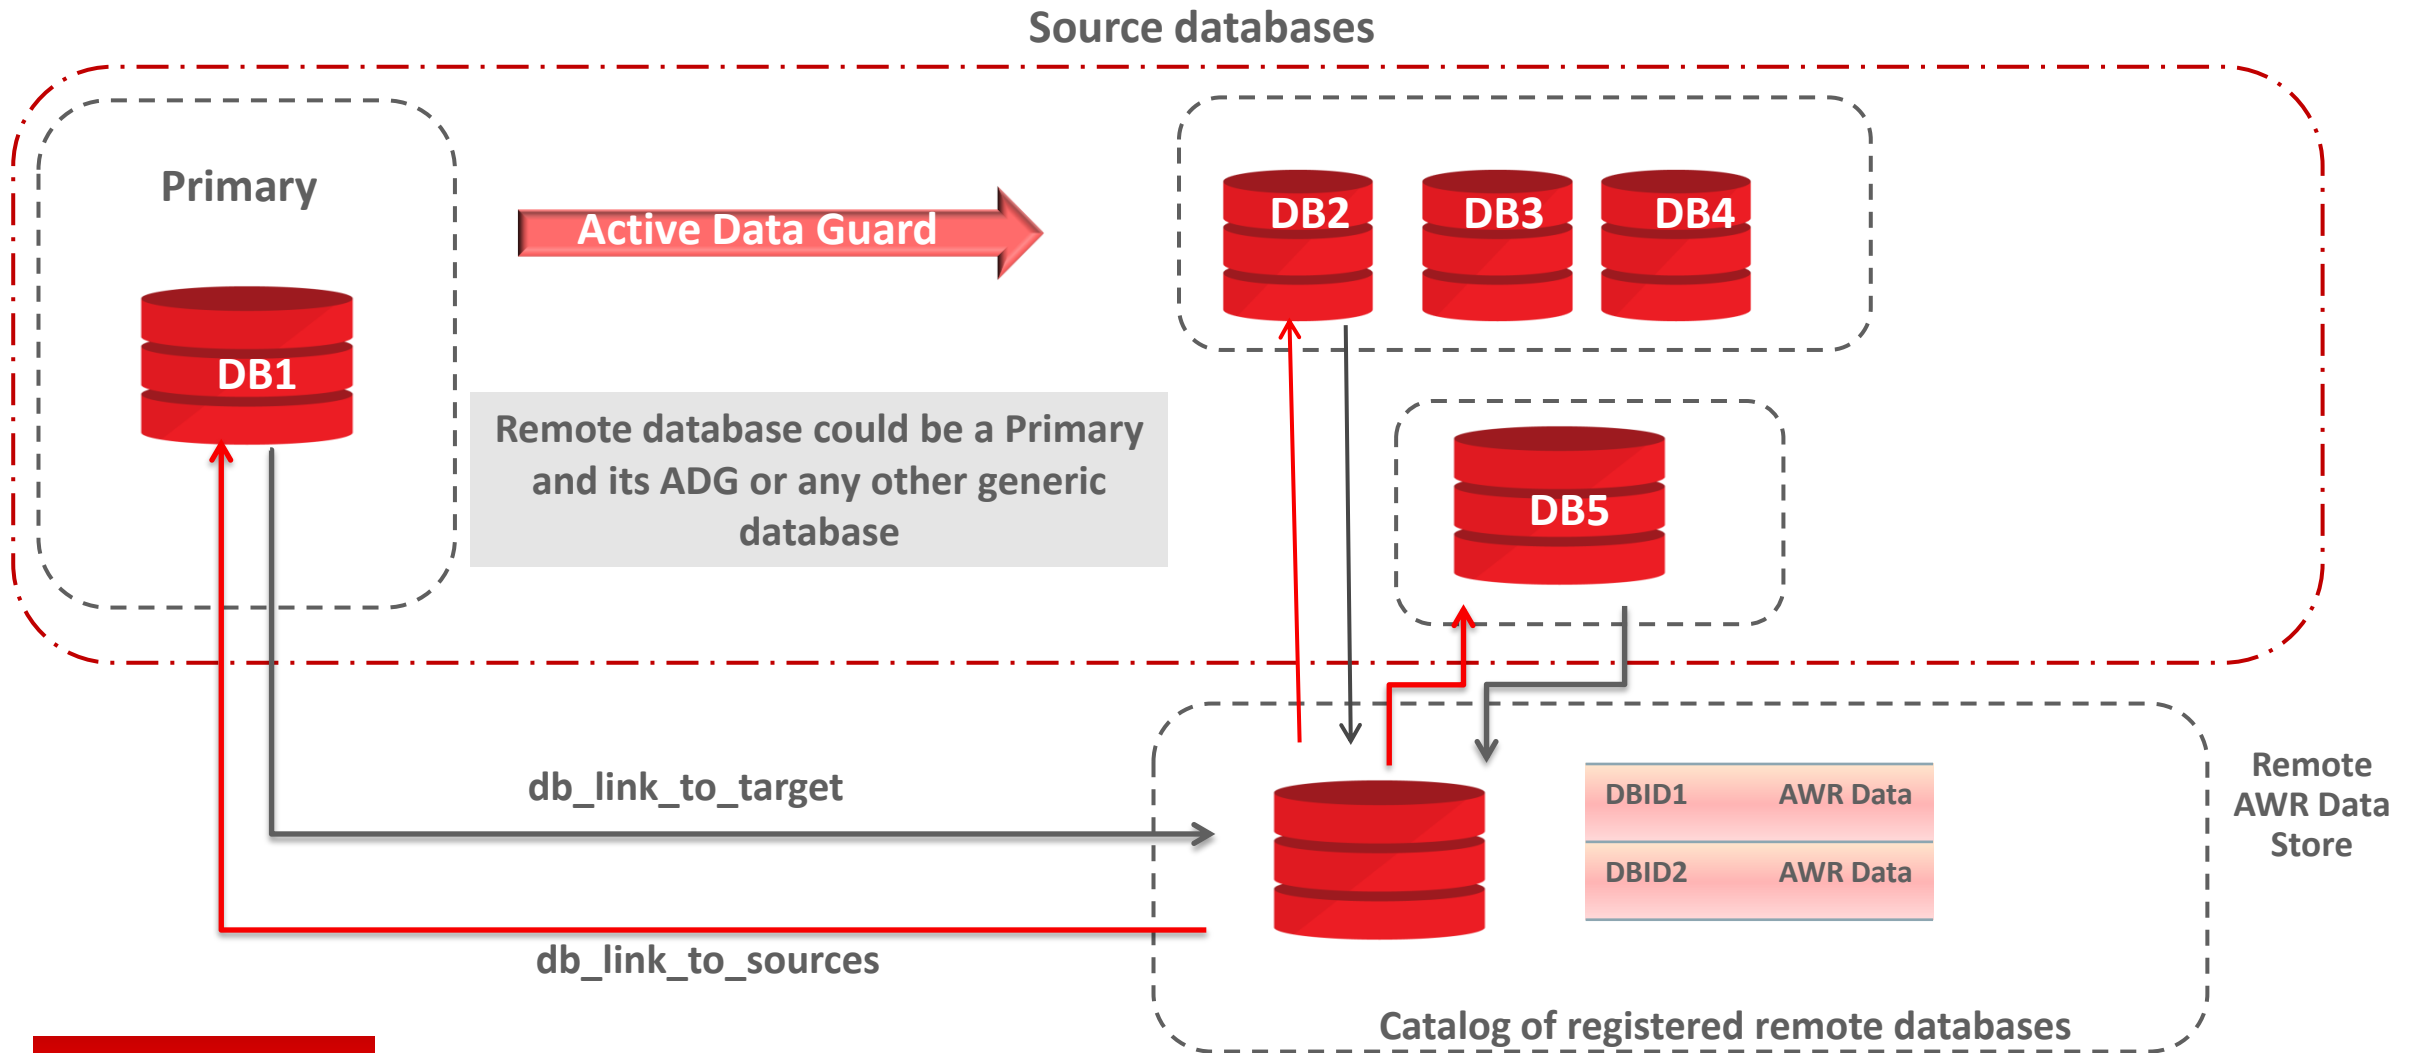 Source databases
Primary
Active Data Guard
DB2
DB3
DB4
DB1
Remote database could be a Primary
and its ADG or any other generic
database
DB5
db_link_to_target
db_link_to_sources
DBID1 AWR Data
DBID2 AWR Data
Remote
AWR Data
Store
Catalog of registered remote databases